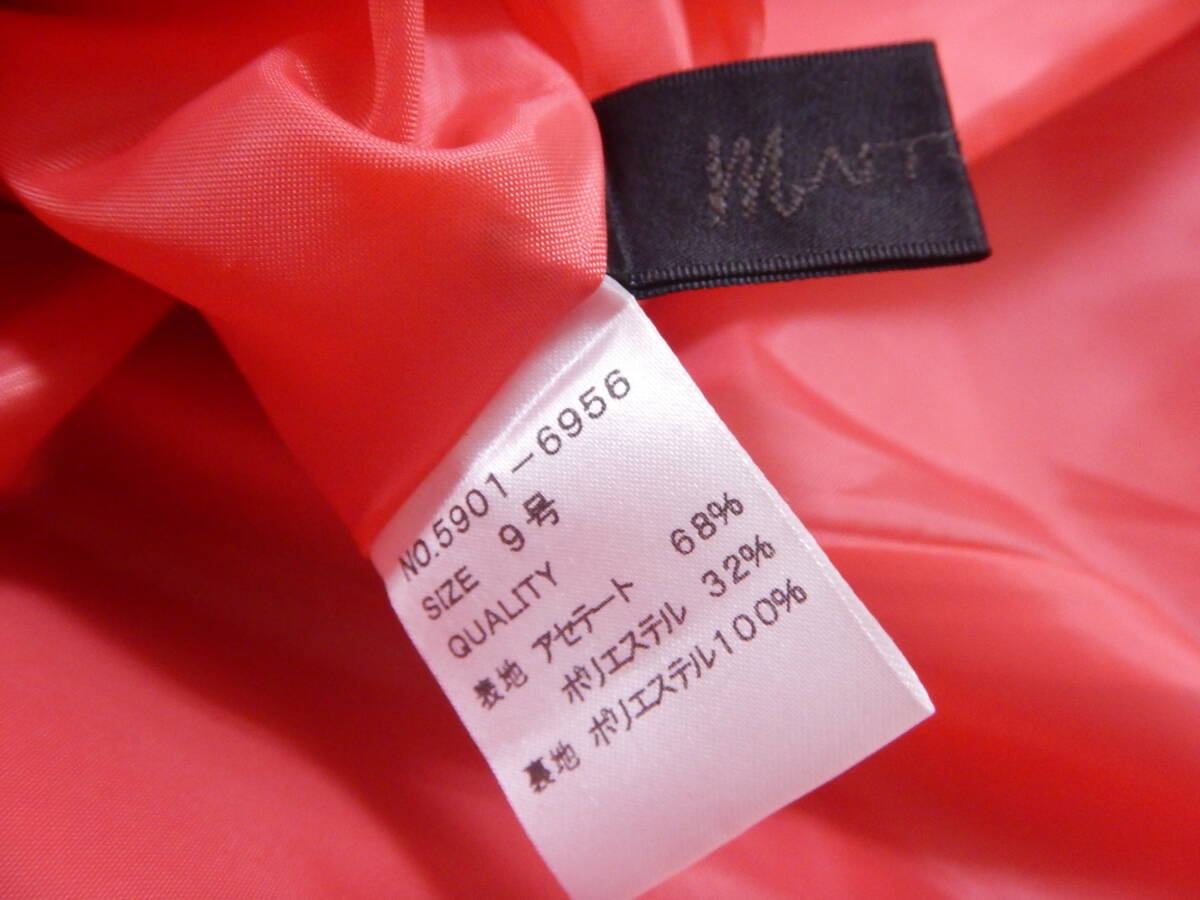 NO.5901-6956
SIZE 9号
QUALITY
表地 アセテート 68%
ポリエステル 32%
裏地 ポリエステル100%